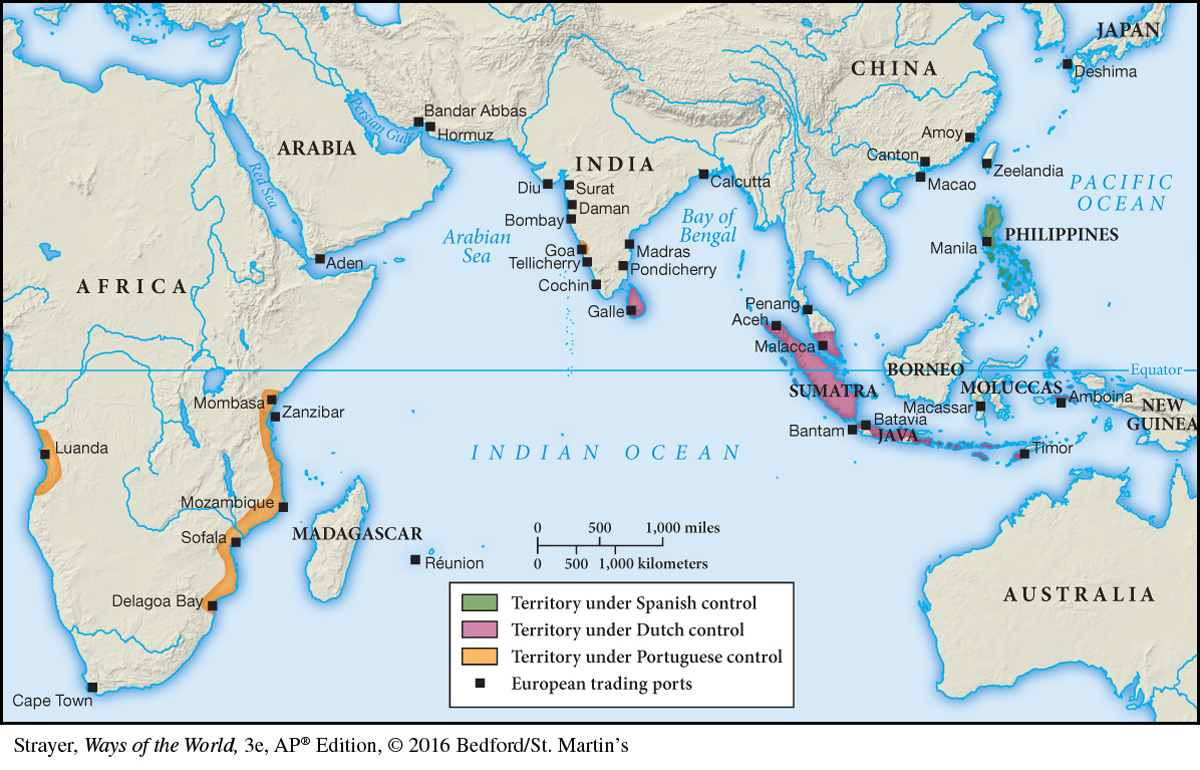 JAPAN
CHINA
Deshima
Bandar Abbas
Persian Gulf
Hormuz
Amoy
ARABIA
INDIA
Canton
Zeelandia
Red Sea
Diu
Surat
Calcutta
Macao
PACIFIC
OCEAN
Daman
Bombay
Bay of
Bengal
Arabian
Sea
Goa
Madras
Manila
PHILIPPINES
Tellicherry
Pondicherry
Aden
Cochin
AFRICA
Galle
Penang
Aceh
Malacca
BORNEO
Equator
SUMATRA
MOLUCCAS
Amboina
Mombasa
Zanzibar
Macassar
NEW
GUINEA
Batavia
Bantam
JAVA
Luanda
INDIAN OCEAN
Timor
Mozambique
MADAGASCAR
Sofala
0 500 1,000 miles
0 500 1,000 kilometers
Réunion
Delagoa Bay
AUSTRALIA
Cape Town
Territory under Spanish control
Territory under Dutch control
Territory under Portuguese control
European trading ports
Strayer, Ways of the World, 3e, AP® Edition, © 2016 Bedford/St. Martin’s